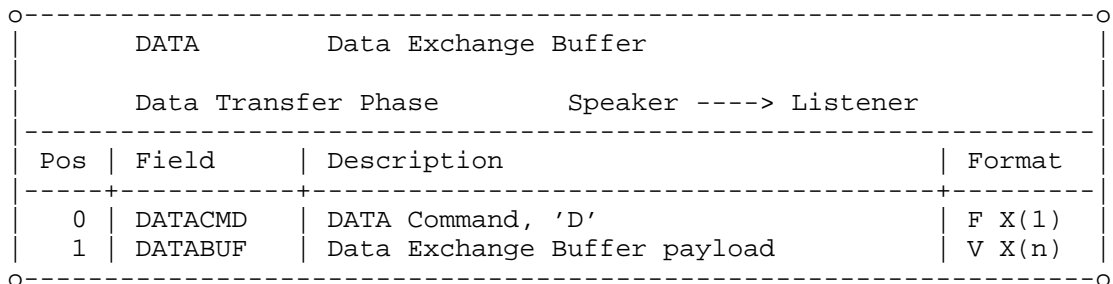 o-------------------------------------------------------------------o
|       DATA        Data Exchange Buffer                            |
|                                                                   |
|       Data Transfer Phase        Speaker ----> Listener           |
|-------------------------------------------------------------------|
| Pos | Field     | Description                           | Format  |
|-----+-----------+---------------------------------------+---------|
|   0 | DATACMD   | DATA Command, ’D’                     | F X(1)  |
|   1 | DATABUF   | Data Exchange Buffer payload          | V X(n)  |
o-------------------------------------------------------------------o